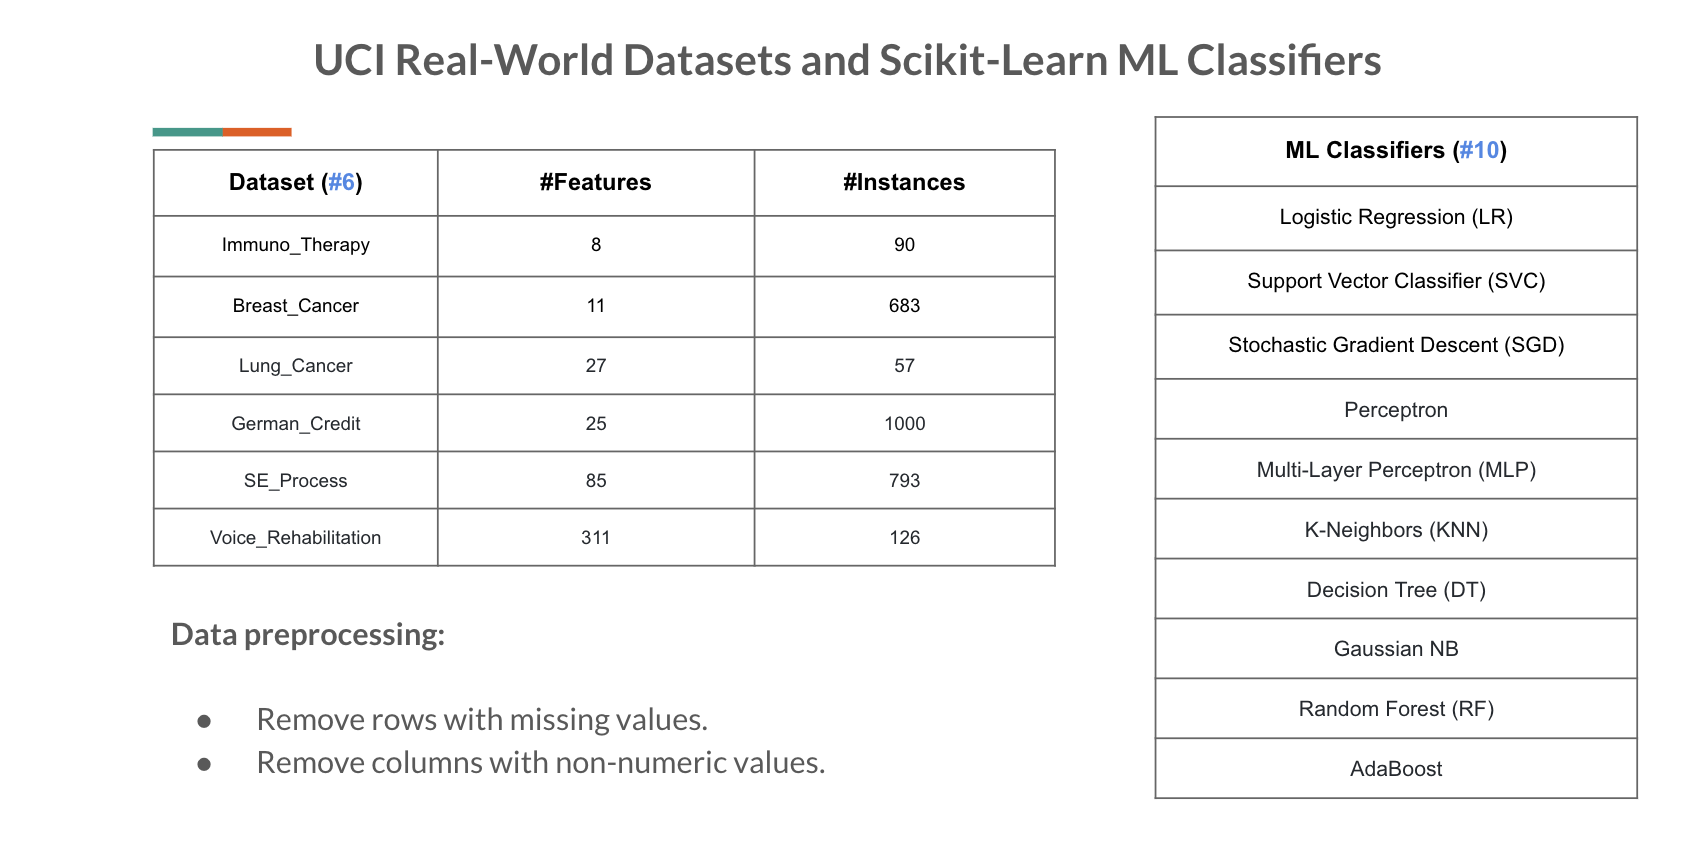 UCI Real-World Datasets and Scikit-Learn ML Classifiers
Dataset (#6) #Features #Instances
Immuno_Therapy 8 90
Breast_Cancer 11 683
Lung_Cancer 27 57
German_Credit 25 1000
SE_Process 85 793
Voice_Rehabilitation 311 126
Data preprocessing:
● Remove rows with missing values.
● Remove columns with non-numeric values.
ML Classifiers (#10)
Logistic Regression (LR)
Support Vector Classifier (SVC)
Stochastic Gradient Descent (SGD)
Perceptron
Multi-Layer Perceptron (MLP)
K-Neighbors (KNN)
Decision Tree (DT)
Gaussian NB
Random Forest (RF)
AdaBoost